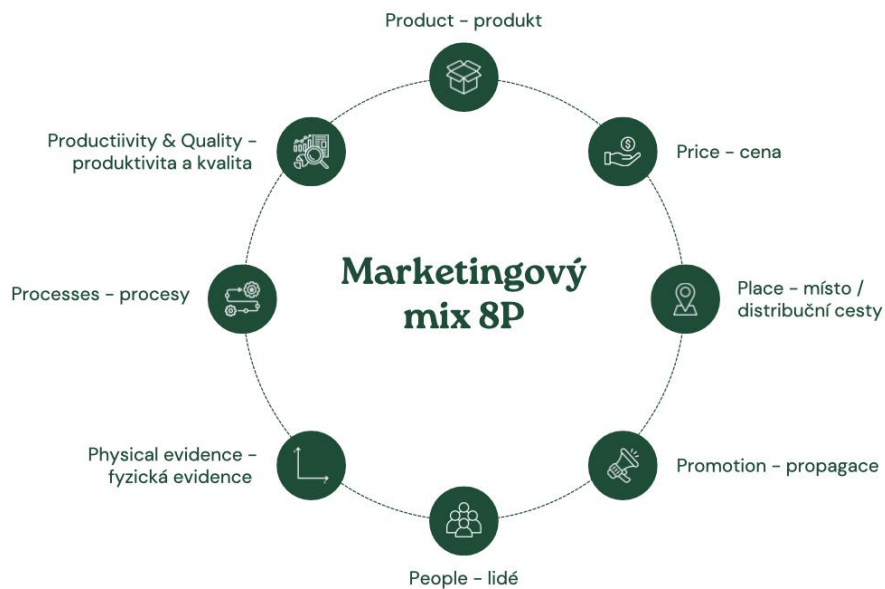 Product – produkt
Price – cena
Place – místo /
distribuční cesty
Promotion – propagace
People – lidé
Physical evidence –
fyzická evidence
Processes – procesy
Productiivity & Quality –
produktivita a kvalita
Marketingový
mix 8P